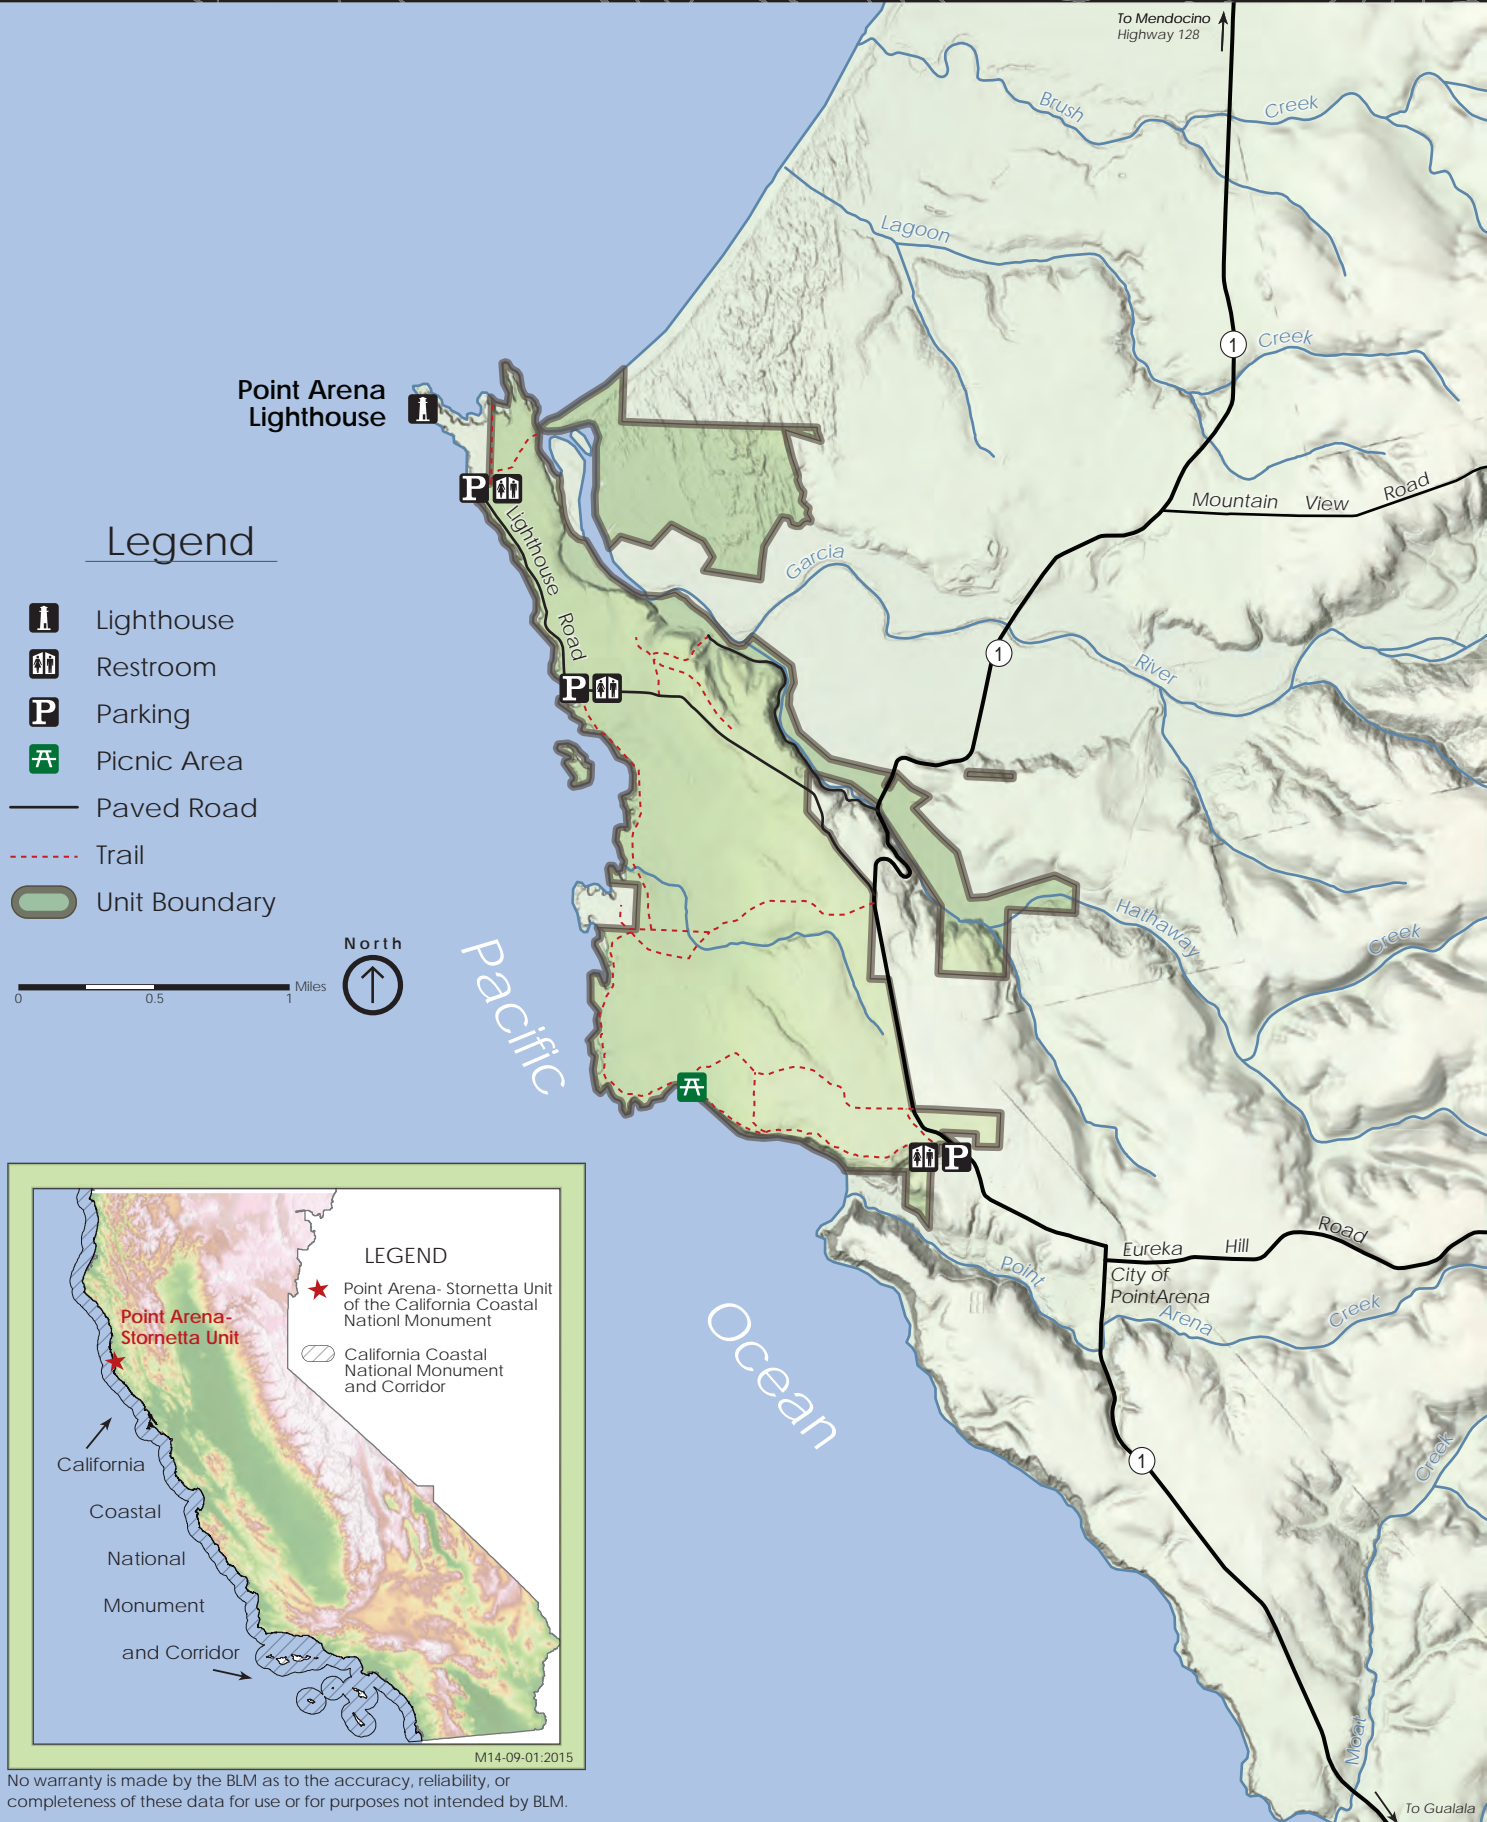 To Mendocino
Highway 128
Brush
Creek
Lagoon
Creek
1
Point Arena
Lighthouse
P
Lighthouse
Road
Mountain View Road
Garcia
River
1
P
Legend
Lighthouse
Restroom
P
Parking
Picnic Area
Paved Road
Trail
Unit Boundary
North
0
0.5
1
Miles
Hathaway
Creek
Pacific
Ocean
P
Eureka Hill Road
City of
PointArena
Point
Arena
Creek
1
Creek
Moat
To Gualala
LEGEND
Point Arena- Stornetta Unit
of the California Coastal
Nationl Monument
California Coastal
National Monument
and Corridor
Point Arena-
Stornetta Unit
California
Coastal
National
Monument
and Corridor
M14-09-01:2015
No warranty is made by the BLM as to the accuracy, reliability, or
completeness of these data for use or for purposes not intended by BLM.